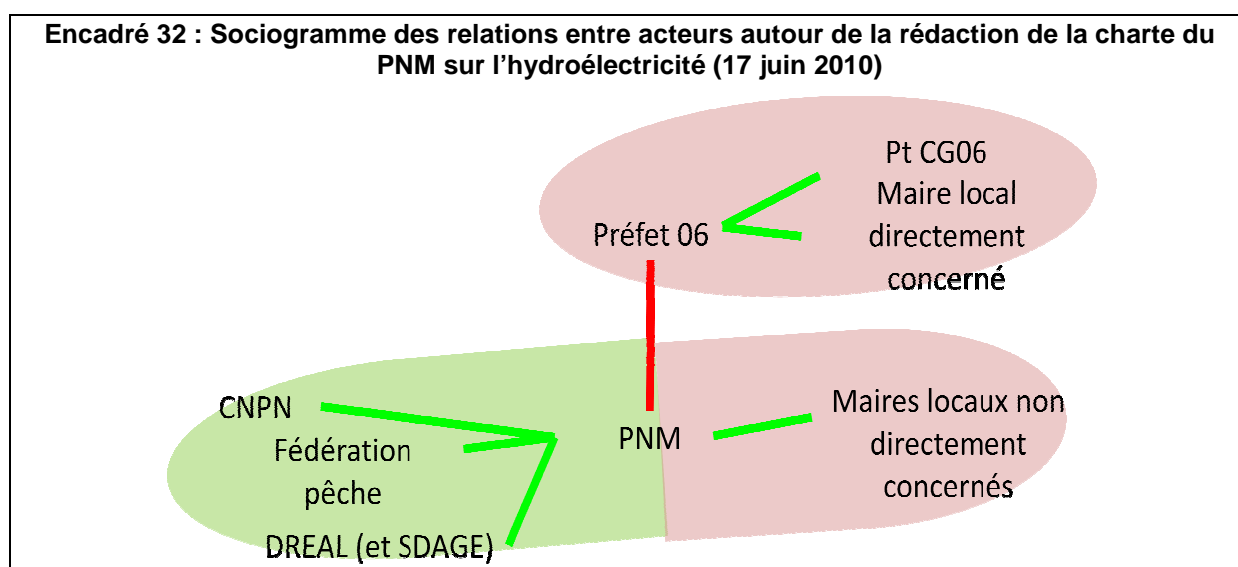 Encadré 32 : Sociogramme des relations entre acteurs autour de la rédaction de la charte du
PNM sur l'hydroélectricité (17 juin 2010)
Pt CG06
Maire local
directement
concerné
Préfet 06
CNPN
Fédération
pêche
DREAL (et SDAGE)
PNM
Maires locaux non
directement
concernés